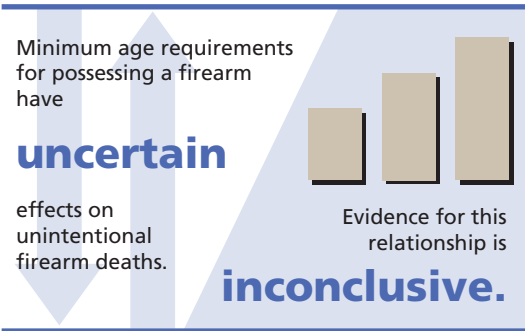 Minimum age requirements
for possessing a firearm
have
uncertain
effects on
unintentional
firearm deaths.
Evidence for this
relationship is
inconclusive.